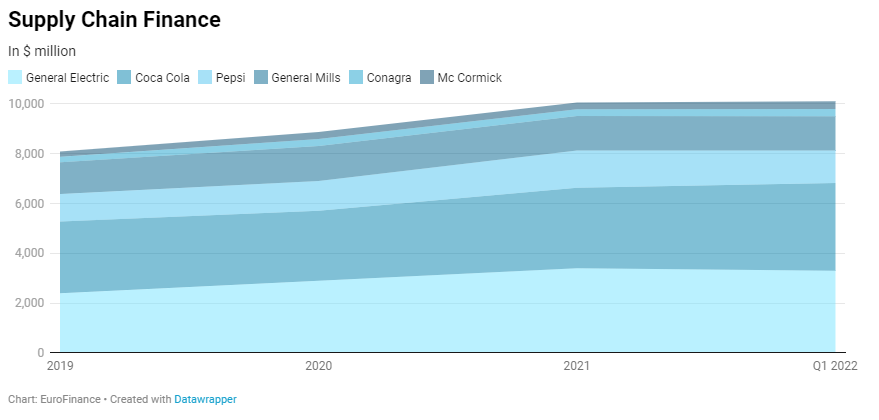 Supply Chain Finance
In $ million
General Electric Coca Cola Pepsi General Mills Conagra Mc Cormick
10,000
8,000
6,000
4,000
2,000
0
2019 2020 2021 Q1 2022
Chart: EuroFinance • Created with Datawrapper